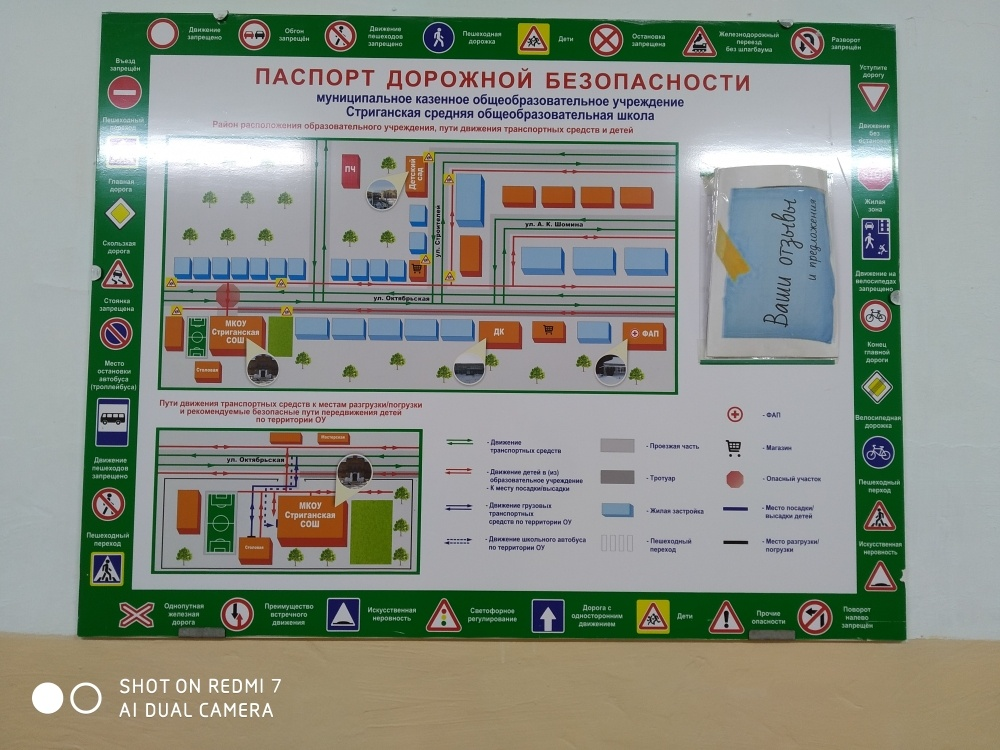 Движение
запрещено
Обгон
запрещён
Движение
пешеходов
запрещено
Пешеходная
дорожка
Дети
Остановка
запрещена
Железнодорожный
переезд
без шлагбаума
Разворот
запрещён
Въезд
запрещен
Пешеходный
переход
Главная
дорога
Скользкая
дорога
Стоянка
запрещена
Место
остановки
автобуса
(троллейбуса)
Движение
пешеходов
запрещено
Пешеходный
переход
ПАСПОРТ ДОРОЖНОЙ БЕЗОПАСНОСТИ
муниципальное казенное общеобразовательное учреждение
Стриганская средняя общеобразовательная школа
Район расположения образовательного учреждения, пути движения транспортных средств и детей
ПЧ
Детский
сад
ул. Строителей
ул. А. К. Шомина
ул. Октябрьская
МКОУ
Стриганская
СОШ
Столовая
ДК
ФАП
Ваши отзывы
и предложения
Пути движения транспортных средств к местам разгрузки/погрузки
и рекомендуемые безопасные пути передвижения детей
по территории ОУ
Мастерская
ул. Октябрьская
МКОУ
Стриганская
СОШ
Столовая
- Движение
транспортных средств
- Движение детей в (из)
образовательное учреждение
- К месту посадки/высадки
- Движение грузовых
транспортных
средств по территории ОУ
- Движение школьного автобуса
по территории ОУ
- Проезжая часть
- Тротуар
- Жилая застройка
- Пешеходный
переход
- ФАП
- Магазин
- Опасный участок
- Место посадки/
высадки детей
- Место разгрузки/
погрузки
Уступите
дорогу
Движение
без
Жилая
зона
Движение на
велосипедах
запрещено
Конец
главной
дороги
Велосипедная
дорожка
Пешеходный
переход
Искусственная
неровность
Однопутная
железная
дорога
Преимущество
встречного
движения
Искусственная
неровность
Светофорное
регулирование
Дорога с
односторонним
движением
Дети
Прочие
опасности
Поворот
налево
запрещён
SHOT ON REDMI 7
AI DUAL CAMERA